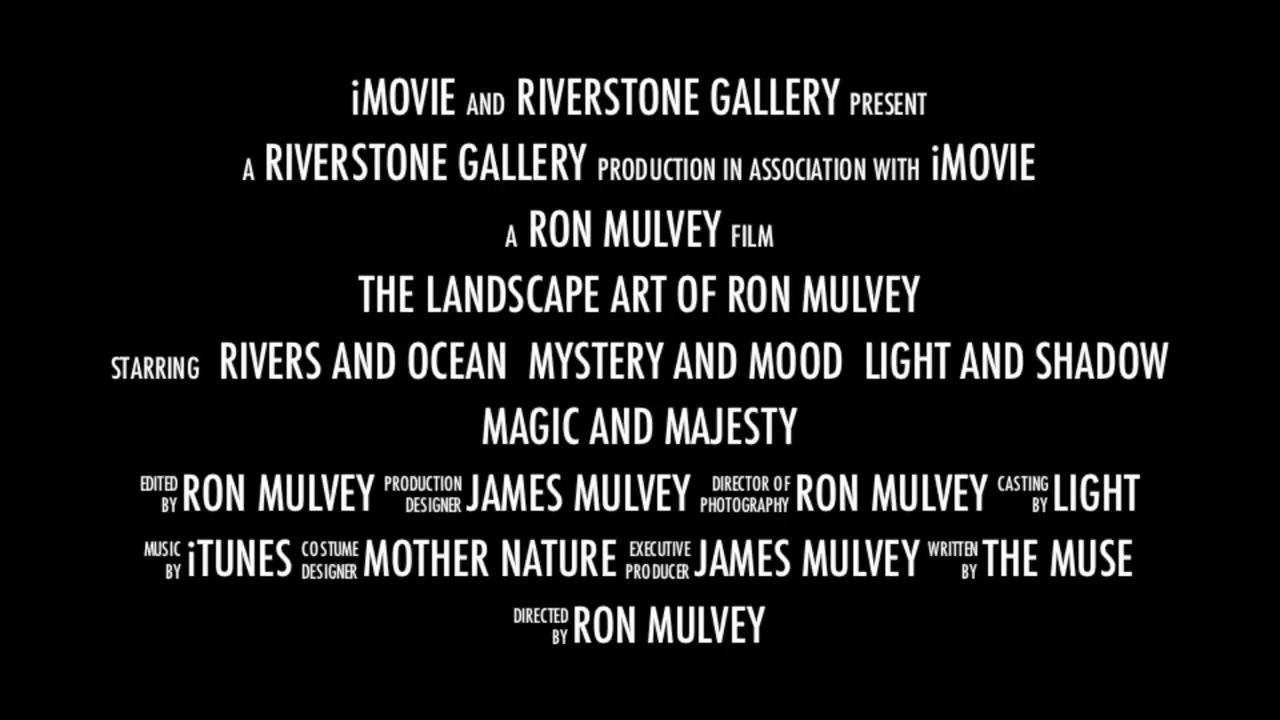 iMOVIE AND RIVERSTONE GALLERY PRESENT
A RIVERSTONE GALLERY PRODUCTION IN ASSOCIATION WITH iMOVIE
A RON MULVEY FILM
THE LANDSCAPE ART OF RON MULVEY
STARRING RIVERS AND OCEAN MYSTERY AND MOOD LIGHT AND SHADOW
MAGIC AND MAJESTY
EDITED BY RON MULVEY PRODUCTION DESIGNER JAMES MULVEY DIRECTOR OF PHOTOGRAPHY RON MULVEY CASTING BY LIGHT
MUSIC BY iTUNES COSTUME DESIGNER MOTHER NATURE EXECUTIVE PRODUCER JAMES MULVEY WRITTEN BY THE MUSE
DIRECTED BY RON MULVEY